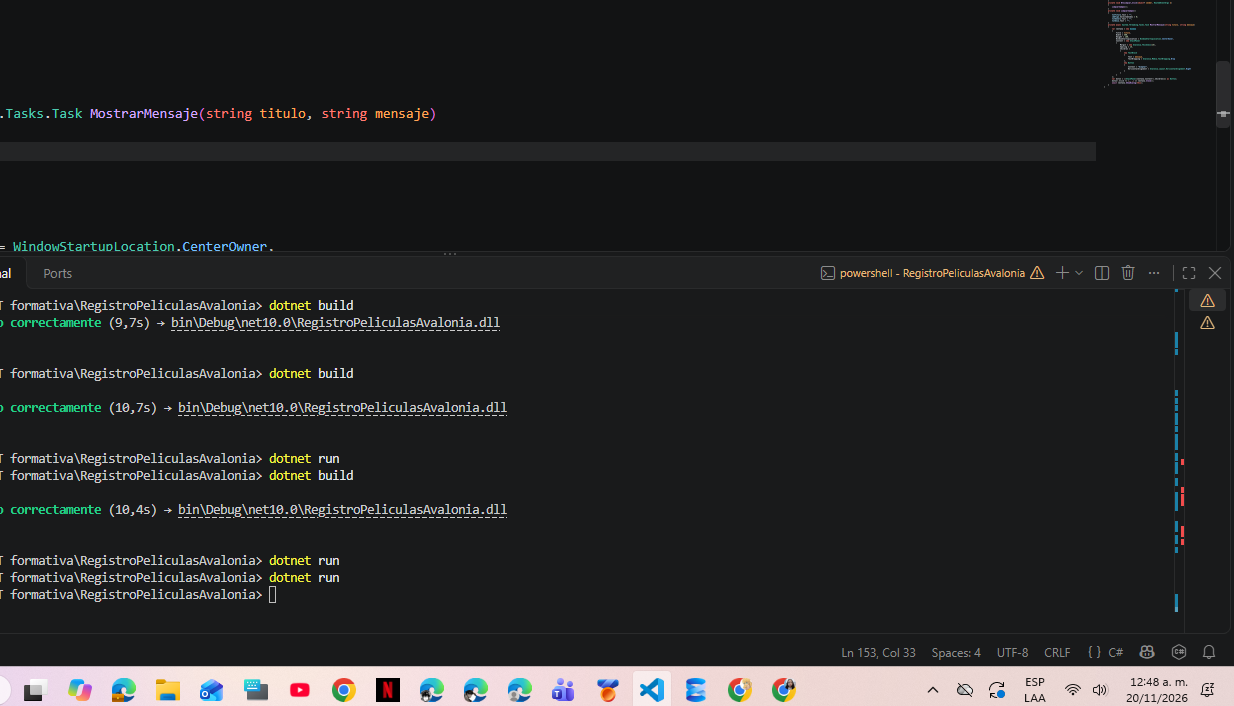 .Tasks.Task MostrarMensaje(string titulo, string mensaje)
= WindowStartupLocation.CenterOwner.
al Ports powershell - RegistroPeliculasAvalonia
T formativa\RegistroPeliculasAvalonia> dotnet build
o correctamente (9,7s) → bin\Debug\net10.0\RegistroPeliculasAvalonia.dll
T formativa\RegistroPeliculasAvalonia> dotnet build
o correctamente (10,7s) → bin\Debug\net10.0\RegistroPeliculasAvalonia.dll
T formativa\RegistroPeliculasAvalonia> dotnet run
T formativa\RegistroPeliculasAvalonia> dotnet build
o correctamente (10,4s) → bin\Debug\net10.0\RegistroPeliculasAvalonia.dll
T formativa\RegistroPeliculasAvalonia> dotnet run
T formativa\RegistroPeliculasAvalonia> dotnet run
T formativa\RegistroPeliculasAvalonia>
Ln 153, Col 33 Spaces: 4 UTF-8 CRLF { } C#
ESP 12:48 a. m.
LAA 20/11/2026